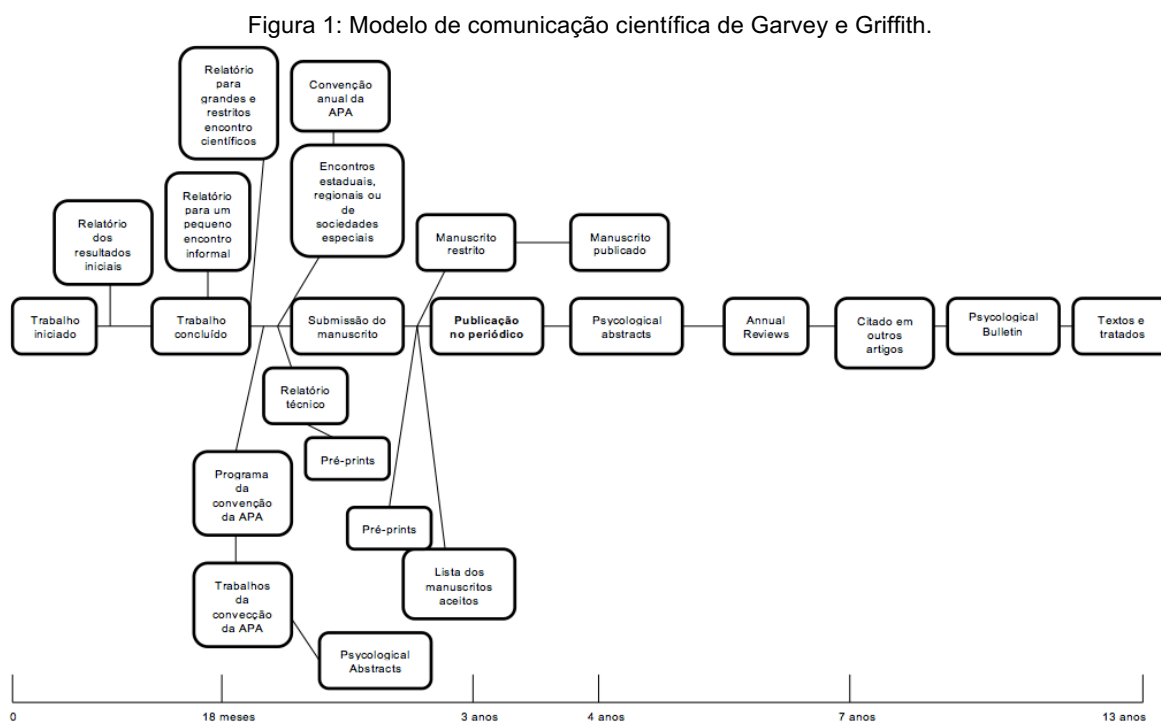 Figura 1: Modelo de comunicação científica de Garvey e Griffith.
Relatório
para
grandes e
restritos
encontro
científicos
Convenção
anual da
APA
Encontros
estaduais,
regionais ou
de
sociedades
especiais
Relatório
para um
pequeno
encontro
informal
Relatório
dos
resultados
iniciais
Manuscrito
restrito
Manuscrito
publicado
Trabalho
iniciado
Trabalho
concluído
Submissão do
manuscrito
Publicação
no periódico
Psycological
abstracts
Annual
Reviews
Citado em
outros
artigos
Psycological
Bulletin
Textos e
tratados
Relatório
técnico
Pré-prints
Programa
da
convenção
da APA
Pré-prints
Lista dos
manuscritos
aceitos
Trabalhos
da
convecção
da APA
Psycological
Abstracts
0
18 meses
3 anos
4 anos
7 anos
13 anos